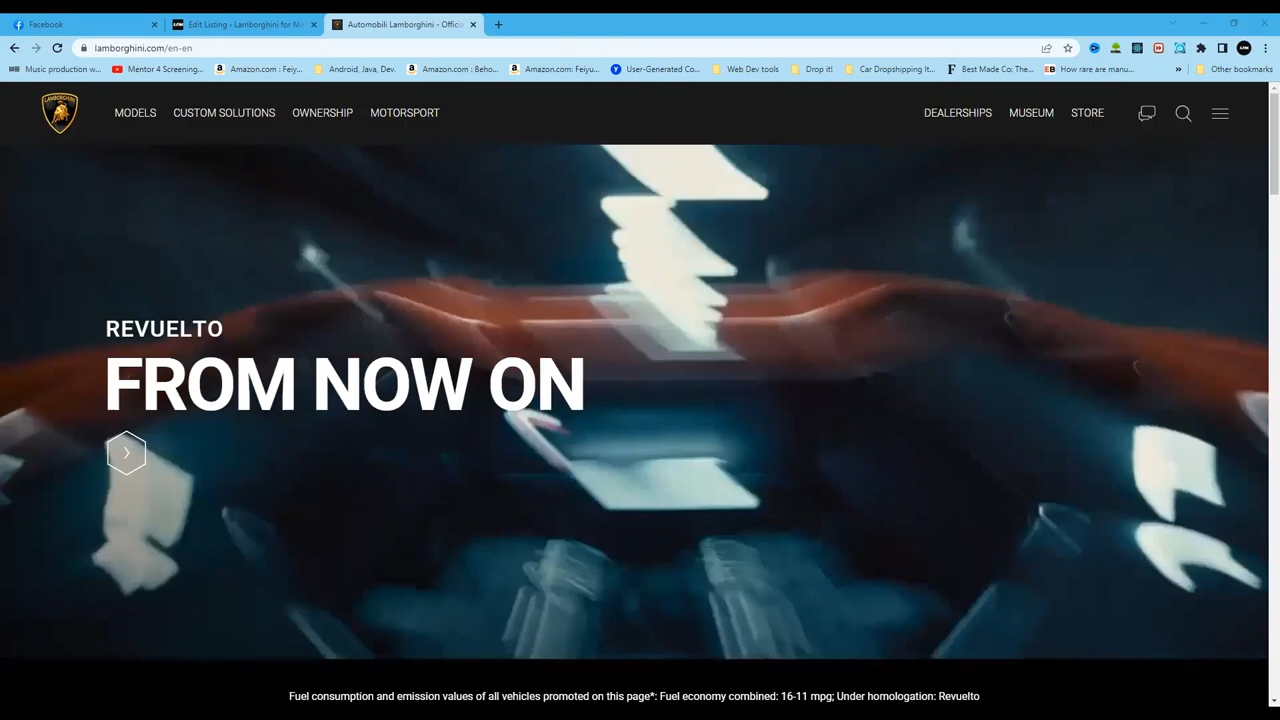 Facebook
Edit Listing ‹ Lamborghini for Me
Automobili Lamborghini - Officia
lamborghini.com/en-en
Music production w...
Mentor 4 Screening...
Amazon.com : Feiy...
Android, Java, Dev.
Amazon.com : Beho...
Amazon.com: Feiyu...
User-Generated Co...
Web Dev tools
Drop it!
Car Dropshipping It...
Best Made Co: The...
How rare are manu...
»
Other bookmarks
LAMBORGHINI
MODELS
CUSTOM SOLUTIONS
OWNERSHIP
MOTORSPORT
DEALERSHIPS
MUSEUM
STORE
REVUELTO
FROM NOW ON
Fuel consumption and emission values of all vehicles promoted on this page*: Fuel economy combined: 16-11 mpg; Under homologation: Revuelto